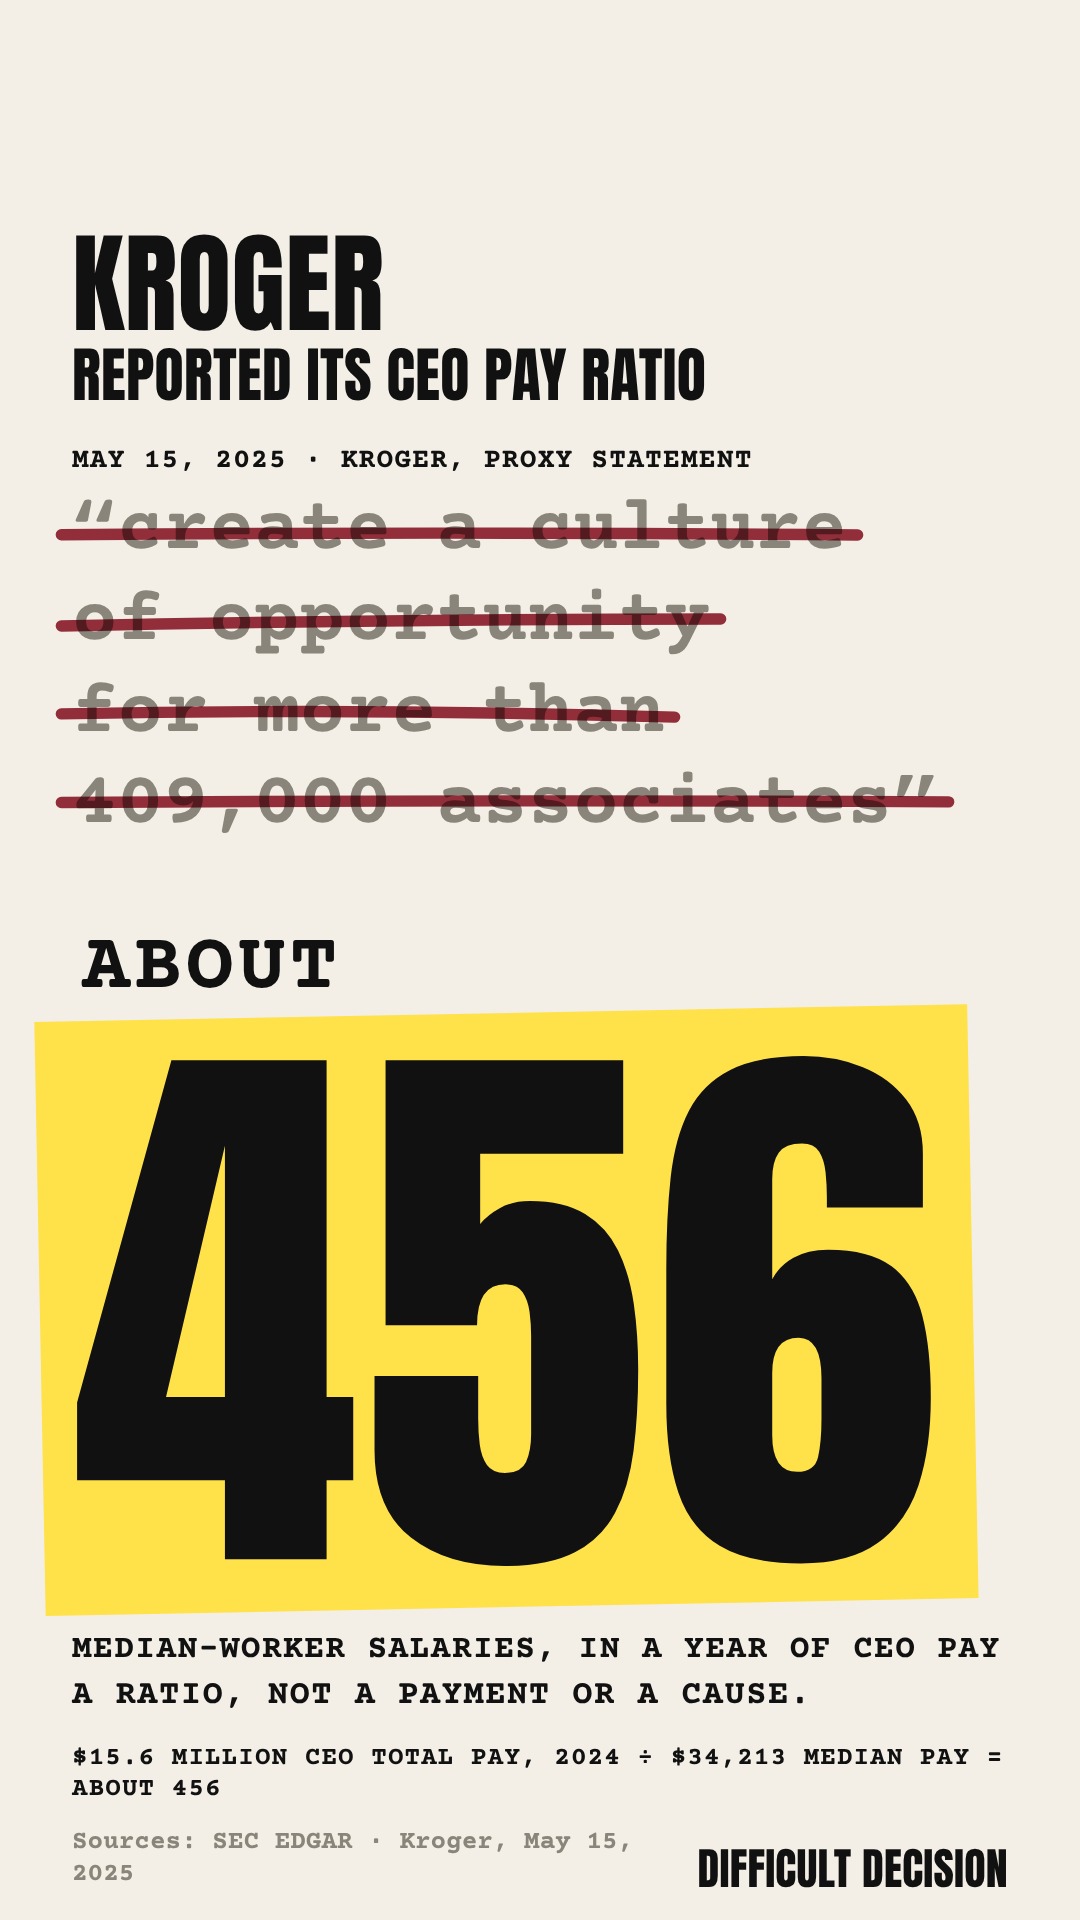 KROGER
REPORTED ITS CEO PAY RATIO
MAY 15, 2025 · KROGER, PROXY STATEMENT
“create a culture
of opportunity
for more than
409,000 associates”
ABOUT
456
MEDIAN-WORKER SALARIES, IN A YEAR OF CEO PAY
A RATIO, NOT A PAYMENT OR A CAUSE.
$15.6 MILLION CEO TOTAL PAY, 2024 ÷ $34,213 MEDIAN PAY =
ABOUT 456
Sources: SEC EDGAR · Kroger, May 15,
2025
DIFFICULT DECISION